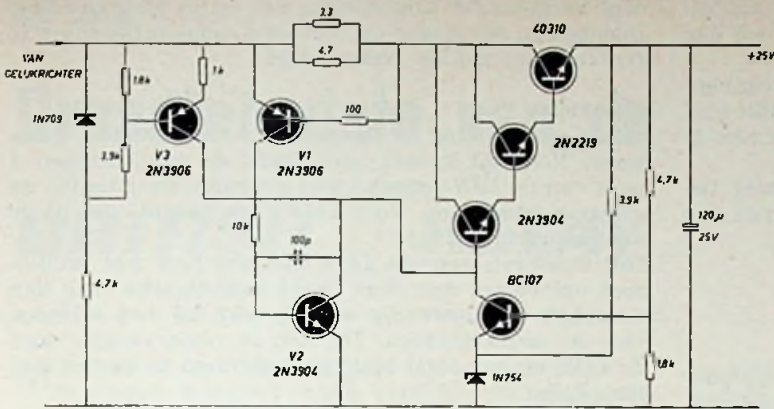 3.3
40310
VAN
GELIJKRICHTER
4.7
+25V
1.8k
1k
1N709
100
2N2219
V3
2N3906
V1
2N3906
3.9k
4.7k
3.9k
120µ
25V
2N3904
10k
100p
BC107
4.7k
V2
2N3904
1N754
1.8k